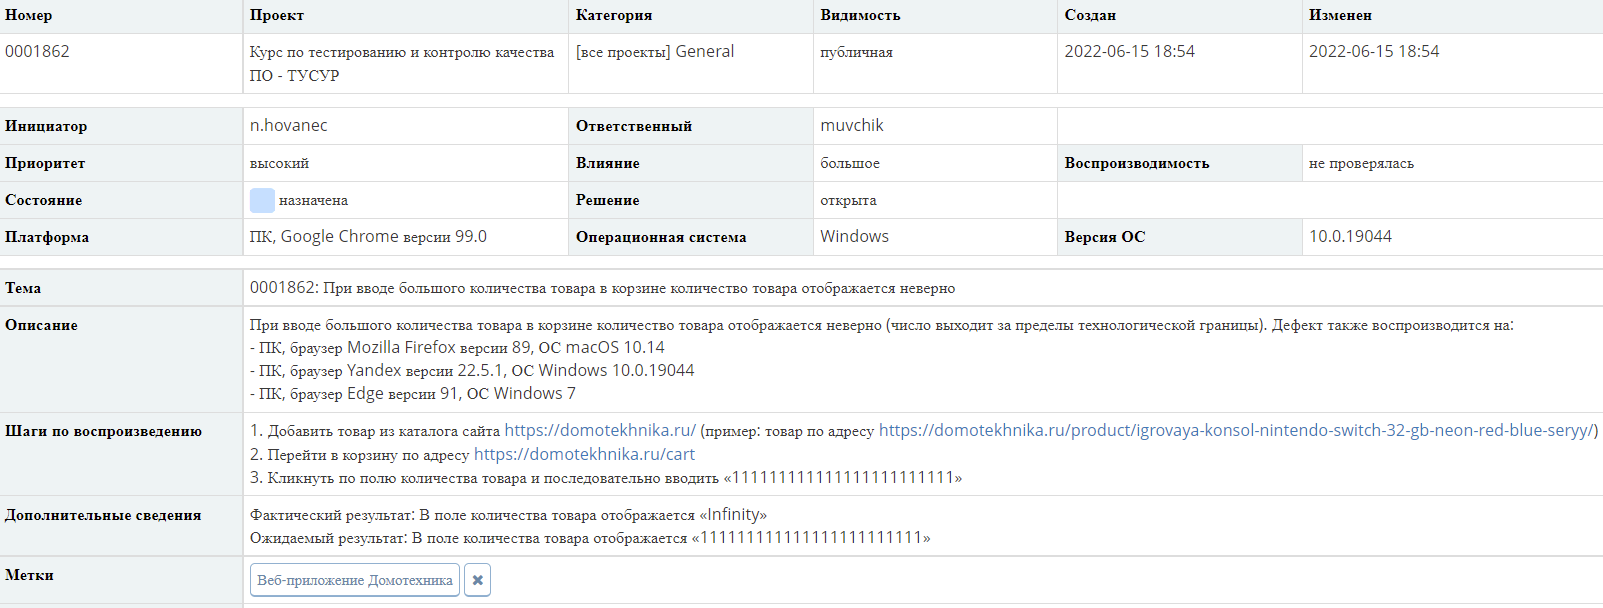 Номер Проект Категория Видимость Создан Изменен
0001862 Курс по тестированию и контролю качества [все проекты] General публичная 2022-06-15 18:54 2022-06-15 18:54
ПО - ТУСУР
Инициатор n.hovanec Ответственный muvchik
Приоритет высокий Влияние большое Воспроизводимость не проверялась
Состояние назначена Решение открыта
Платформа ПК, Google Chrome версии 99.0 Операционная система Windows Версия ОС 10.0.19044
Тема 0001862: При вводе большого количества товара в корзине количество товара отображается неверно
Описание При вводе большого количества товара в корзине количество товара отображается неверно (число выходит за пределы технологической границы). Дефект также воспроизводится на:
- ПК, браузер Mozilla Firefox версии 89, ОС macOS 10.14
- ПК, браузер Yandex версии 22.5.1, ОС Windows 10.0.19044
- ПК, браузер Edge версии 91, ОС Windows 7
Шаги по воспроизведению 1. Добавить товар из каталога сайта https://domotekhnika.ru/ (пример: товар по адресу https://domotekhnika.ru/product/igrovaya-konsol-nintendo-switch-32-gb-neon-red-blue-seryy/)
2. Перейти в корзину по адресу https://domotekhnika.ru/cart
3. Кликнуть по полю количества товара и последовательно вводить «111111111111111111111111»
Дополнительные сведения Фактический результат: В поле количества товара отображается «Infinity»
Ожидаемый результат: В поле количества товара отображается «111111111111111111111111»
Метки Веб-приложение Домотехника